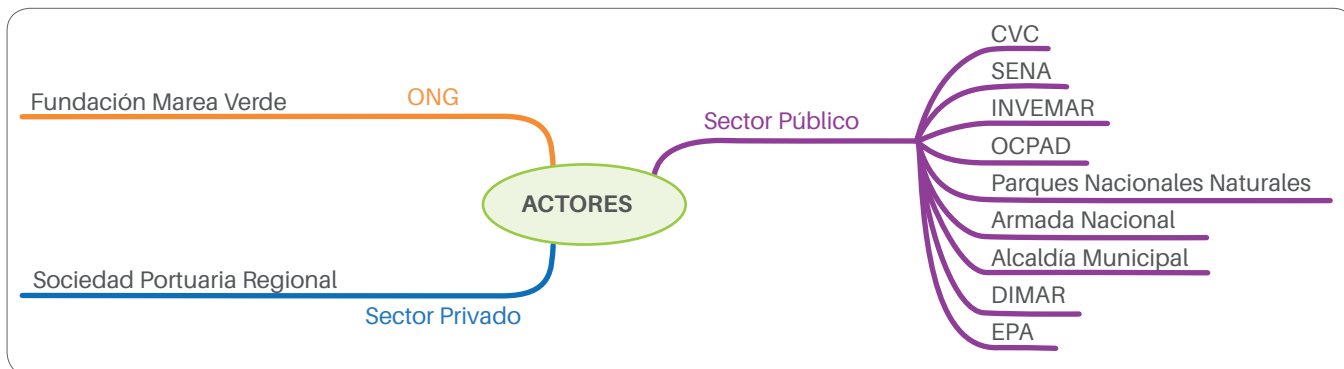 Fundación Marea Verde
ONG
ACTORES
Sociedad Portuaria Regional
Sector Privado
Sector Público
CVC
SENA
INVEMAR
OCPAD
Parques Nacionales Naturales
Armada Nacional
Alcaldía Municipal
DIMAR
EPA